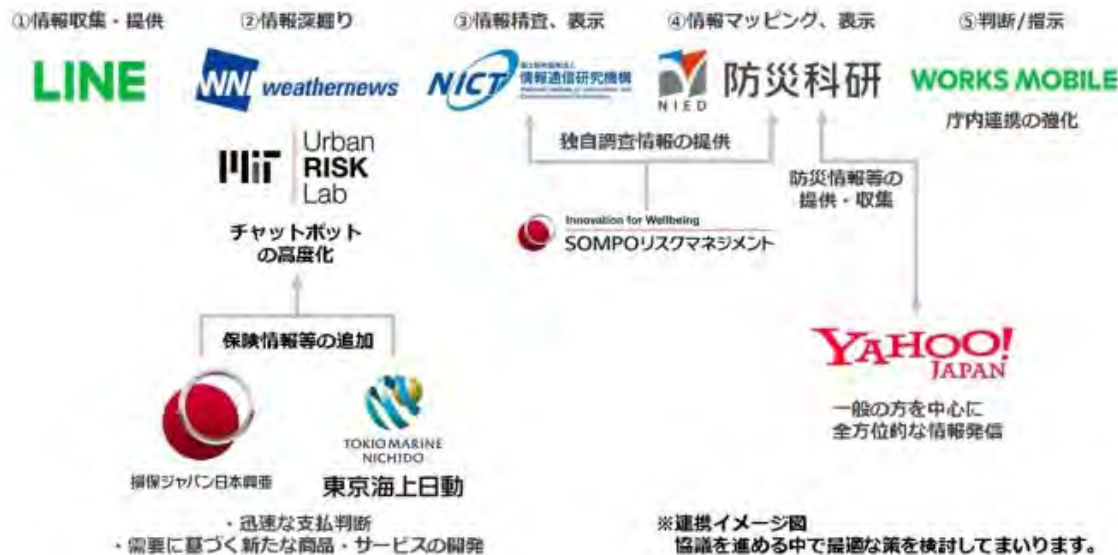 ①情報収集・提供
②情報深掘り
③情報精査、表示
④情報マッピング、表示
⑤判断/指示
LINE
WN weathernews
NICT
情報通信研究機構
NIED
防災科研
WORKS MOBILE
庁内連携の強化
MIT
Urban
RISK
Lab
チャットボット
の高度化
独自調査情報の提供
防災情報等の
提供・収集
Innovation for Wellbeing
SOMPOリスクマネジメント
保険情報等の追加
YAHOO!
JAPAN
一般の方を中心に
全方位的な情報発信
損保ジャパン日本興亜
TOKIO MARINE
NICHIDO
東京海上日動
・迅速な支払判断
・需要に基づく新たな商品・サービスの開発
※連携イメージ図
協議を進める中で最適な策を検討してまいります。